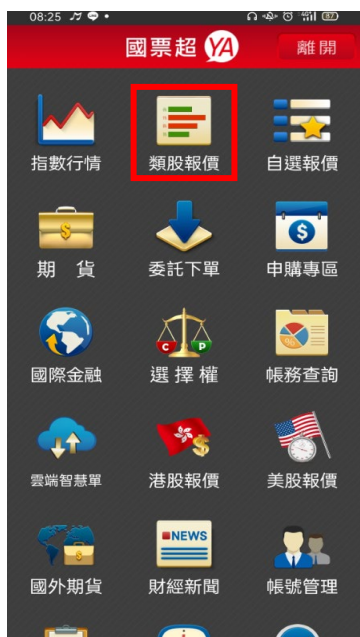 08:25 87
國票超 YA 離開
指數行情 類股報價 自選報價
$ $
期 貨 委託下單 申購專區
C P %
國際金融 選擇權 帳務查詢
$
雲端智慧單 港股報價 美股報價
NEWS
國外期貨 財經新聞 帳號管理